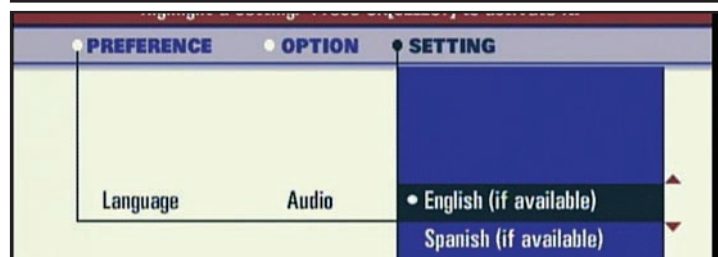 PREFERENCE OPTION SETTING
Language Audio English (if available)
Spanish (if available)